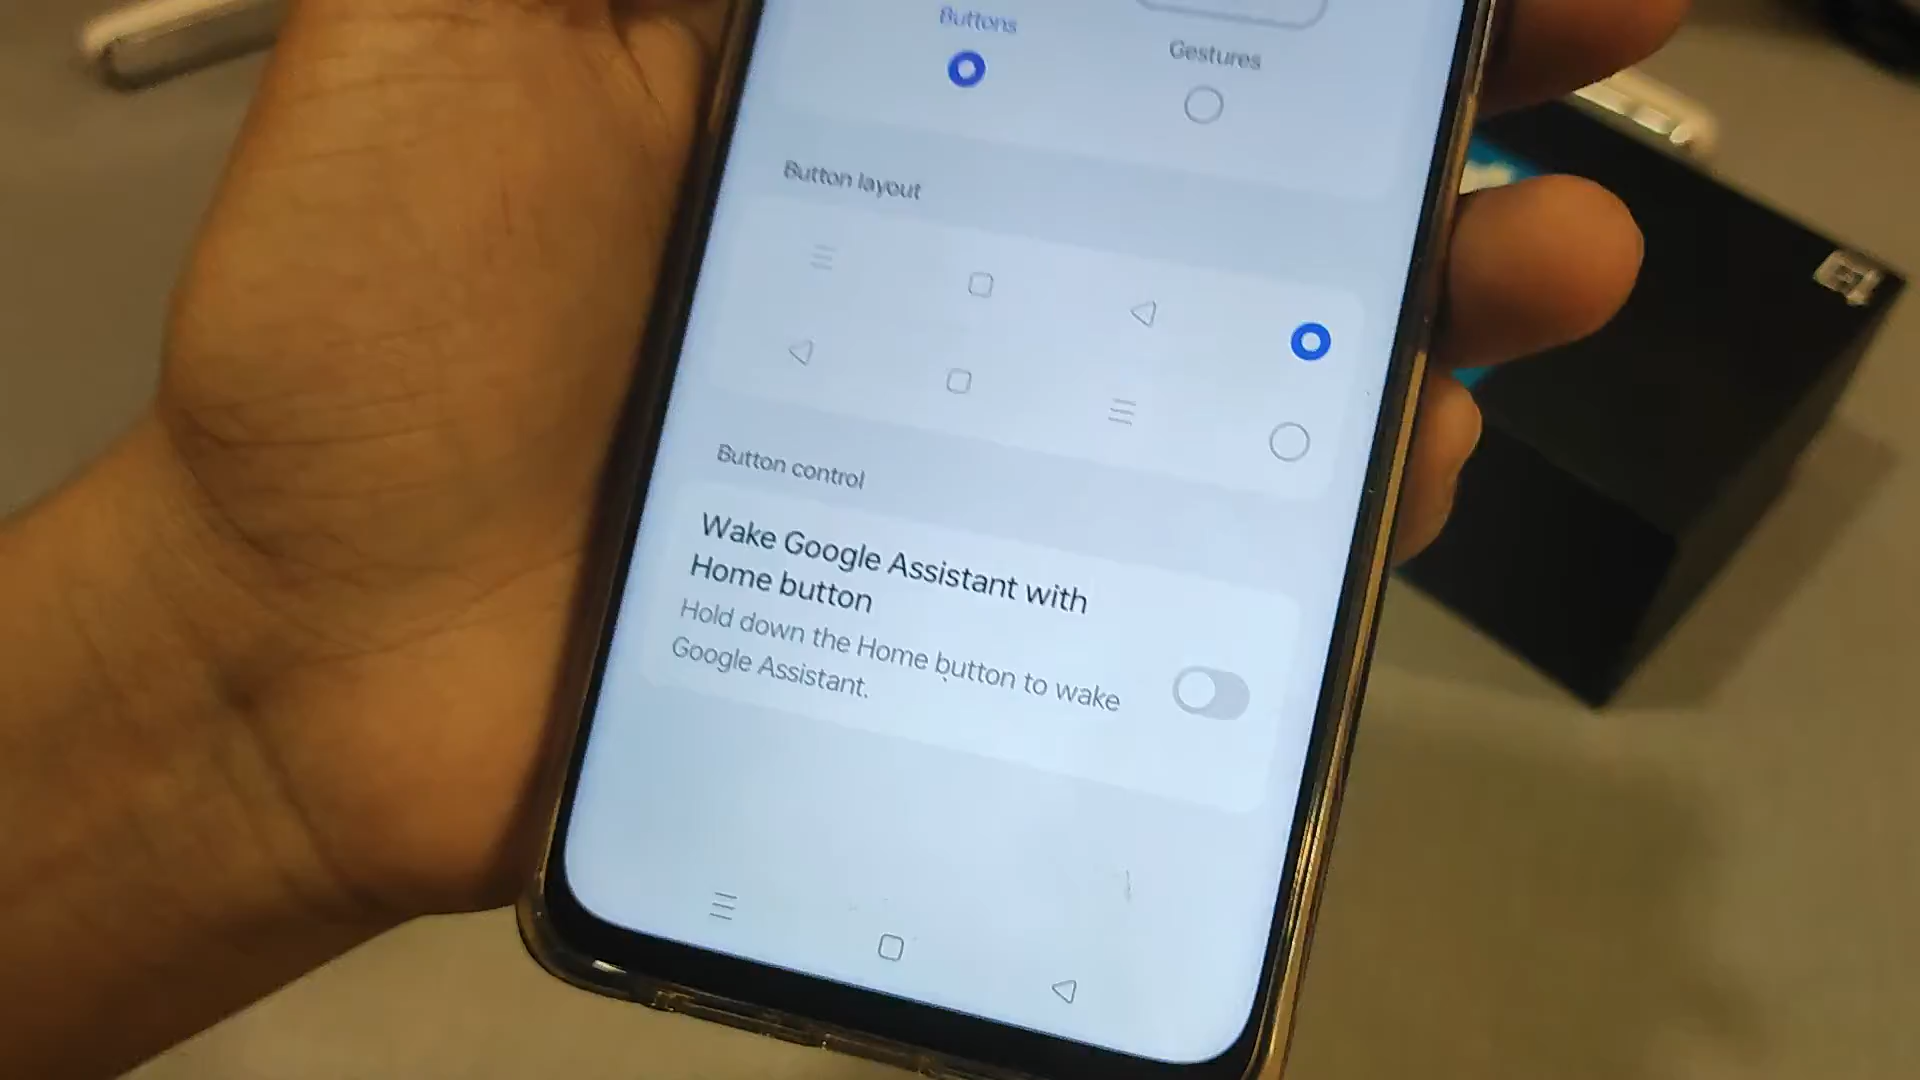 Buttons
Gestures
Button layout
Button control
Wake Google Assistant with
Home button
Hold down the Home button to wake
Google Assistant.